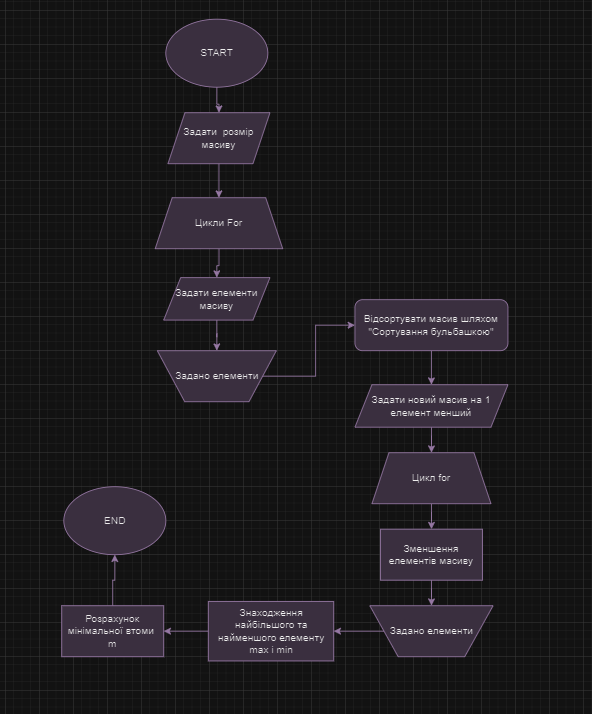 START
Задати розмір
масиву
Цикли For
Задати елементи
масиву
Задано елементи
Відсортувати масив шляхом
"Сортування бульбашкою"
Задати новий масив на 1
елемент менший
Цикл for
Зменшення
елементів масиву
Задано елементи
Знаходження
найбільшого та
найменшого елементу
max i min
Розрахунок
мінімальної втоми
m
END